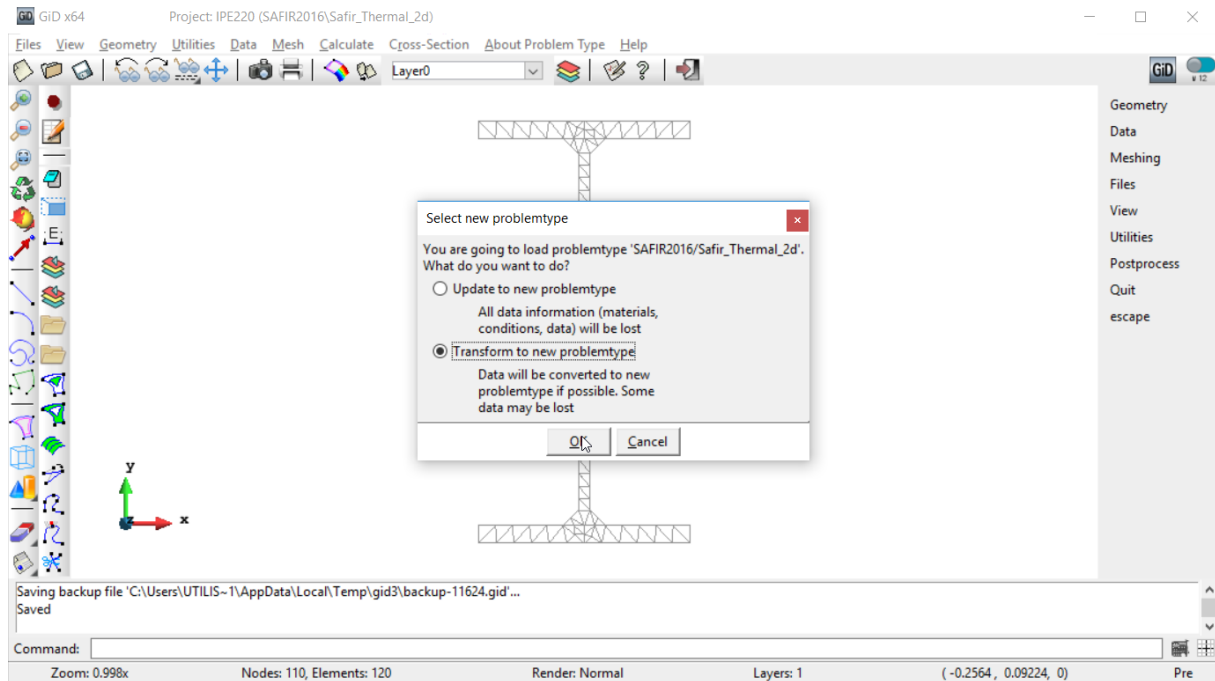 GiD x64 Project: IPE220 (SAFIR2016\Safir_Thermal_2d)
Files View Geometry Utilities Data Mesh Calculate Cross-Section About Problem Type Help
Layer0
GiD
v 12
Geometry
Data
Meshing
Files
View
Utilities
Postprocess
Quit
escape
:E:
Select new problemtype
You are going to load problemtype 'SAFIR2016/Safir_Thermal_2d'.
What do you want to do?
Update to new problemtype
All data information (materials,
conditions, data) will be lost
Transform to new problemtype
Data will be converted to new
problemtype if possible. Some
data may be lost
OK Cancel
y
z x
Saving backup file 'C:\Users\UTILIS~1\AppData\Local\Temp\gid3\backup-11624.gid'...
Saved
Command:
Zoom: 0.998x Nodes: 110, Elements: 120 Render: Normal Layers: 1 ( -0.2564, 0.09224, 0) Pre